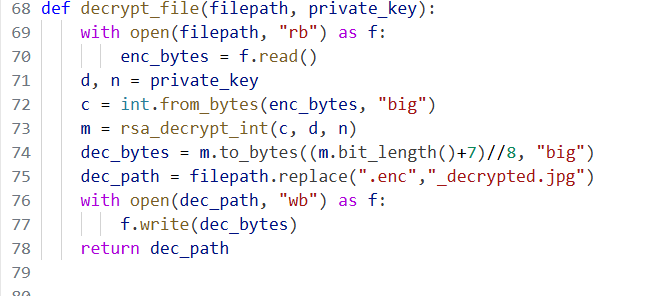 68 def decrypt_file(filepath, private_key):
69     with open(filepath, "rb") as f:
70         enc_bytes = f.read()
71     d, n = private_key
72     c = int.from_bytes(enc_bytes, "big")
73     m = rsa_decrypt_int(c, d, n)
74     dec_bytes = m.to_bytes((m.bit_length()+7)//8, "big")
75     dec_path = filepath.replace(".enc","_decrypted.jpg")
76     with open(dec_path, "wb") as f:
77         f.write(dec_bytes)
78     return dec_path
79
80